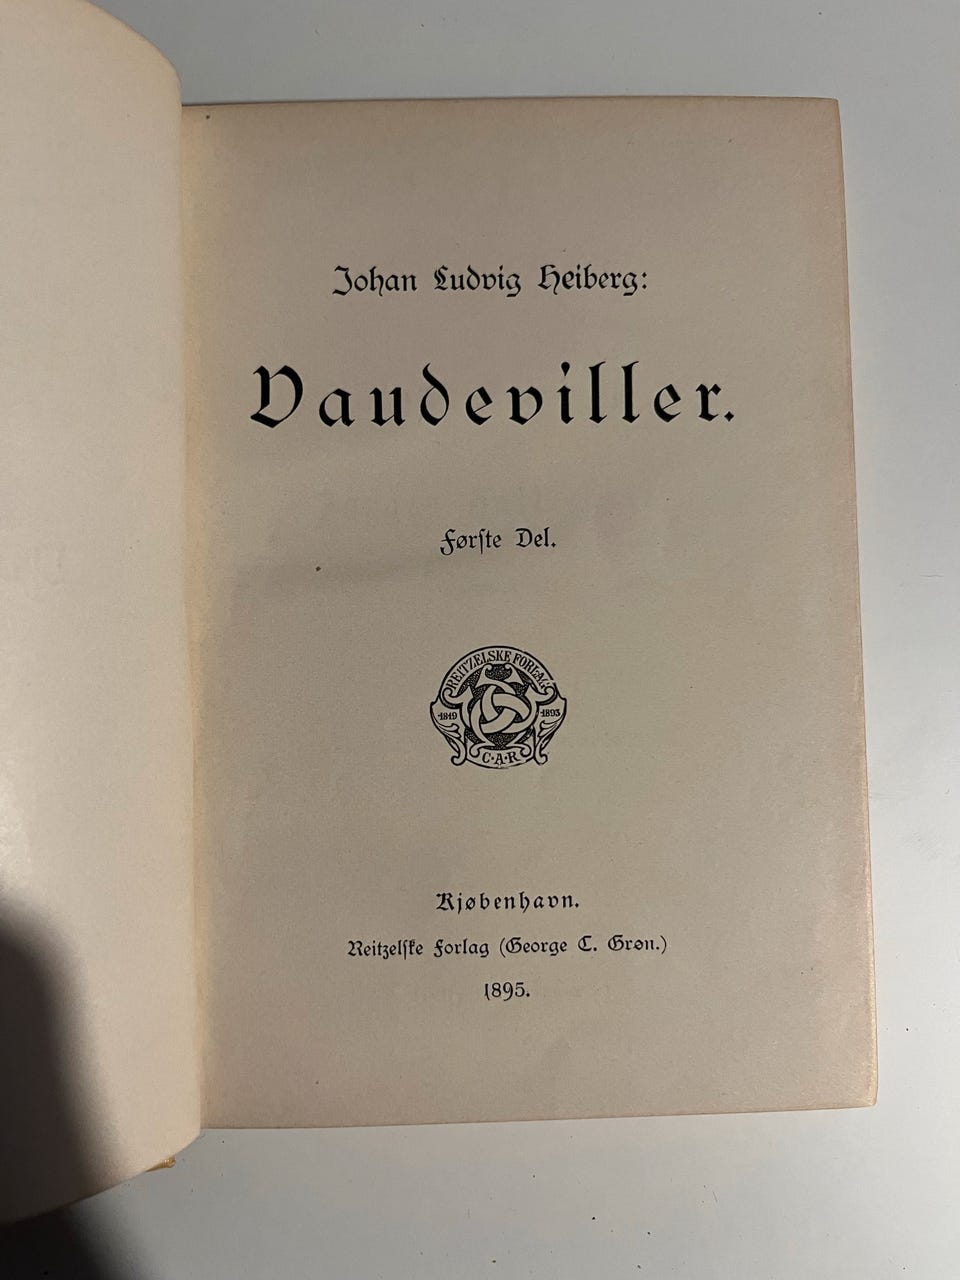 Johan Ludvig Heiberg:
Vaudeviller.
Førſte Del.
REITZELSKE FORLAG
1819 1893
C·A·R
Kjøbenhavn.
Reitzelſke Forlag (George C. Grøn.)
1895.